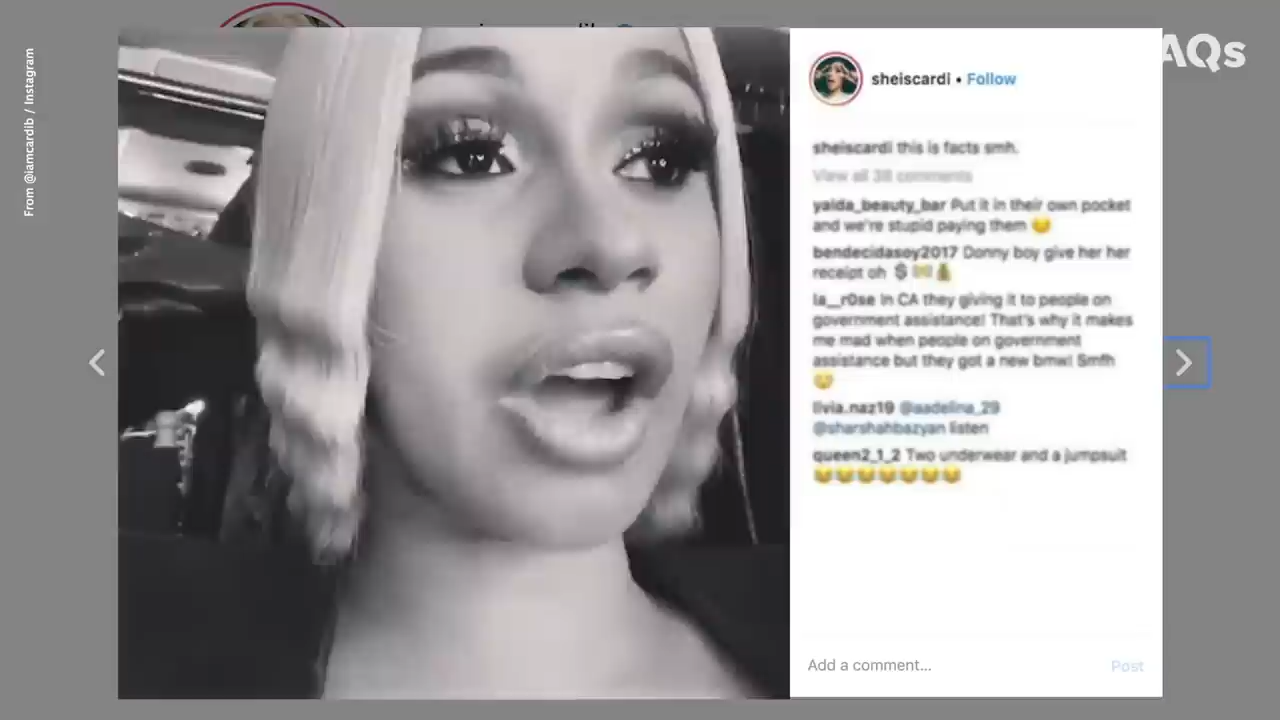 From @iamcardib / Instagram
AQs
sheiscardi • Follow
sheiscardi this is facts smh.
View all 38 comments
yalda_beauty_bar Put it in their own pocket
and we're stupid paying them 😑
bendecidasoy2017 Donny boy give her her
receipt oh 💲💵💰
la__r0se In CA they giving it to people on
government assistance! That's why it makes
me mad when people on government
assistance but they got a new bmw! Smfh
livia.naz19 @aadelina_29
@sharshahbazyan listen
queen2_1_2 Two underwear and a jumpsuit
😂😂😂😂😂😂😂
Add a comment...
Post